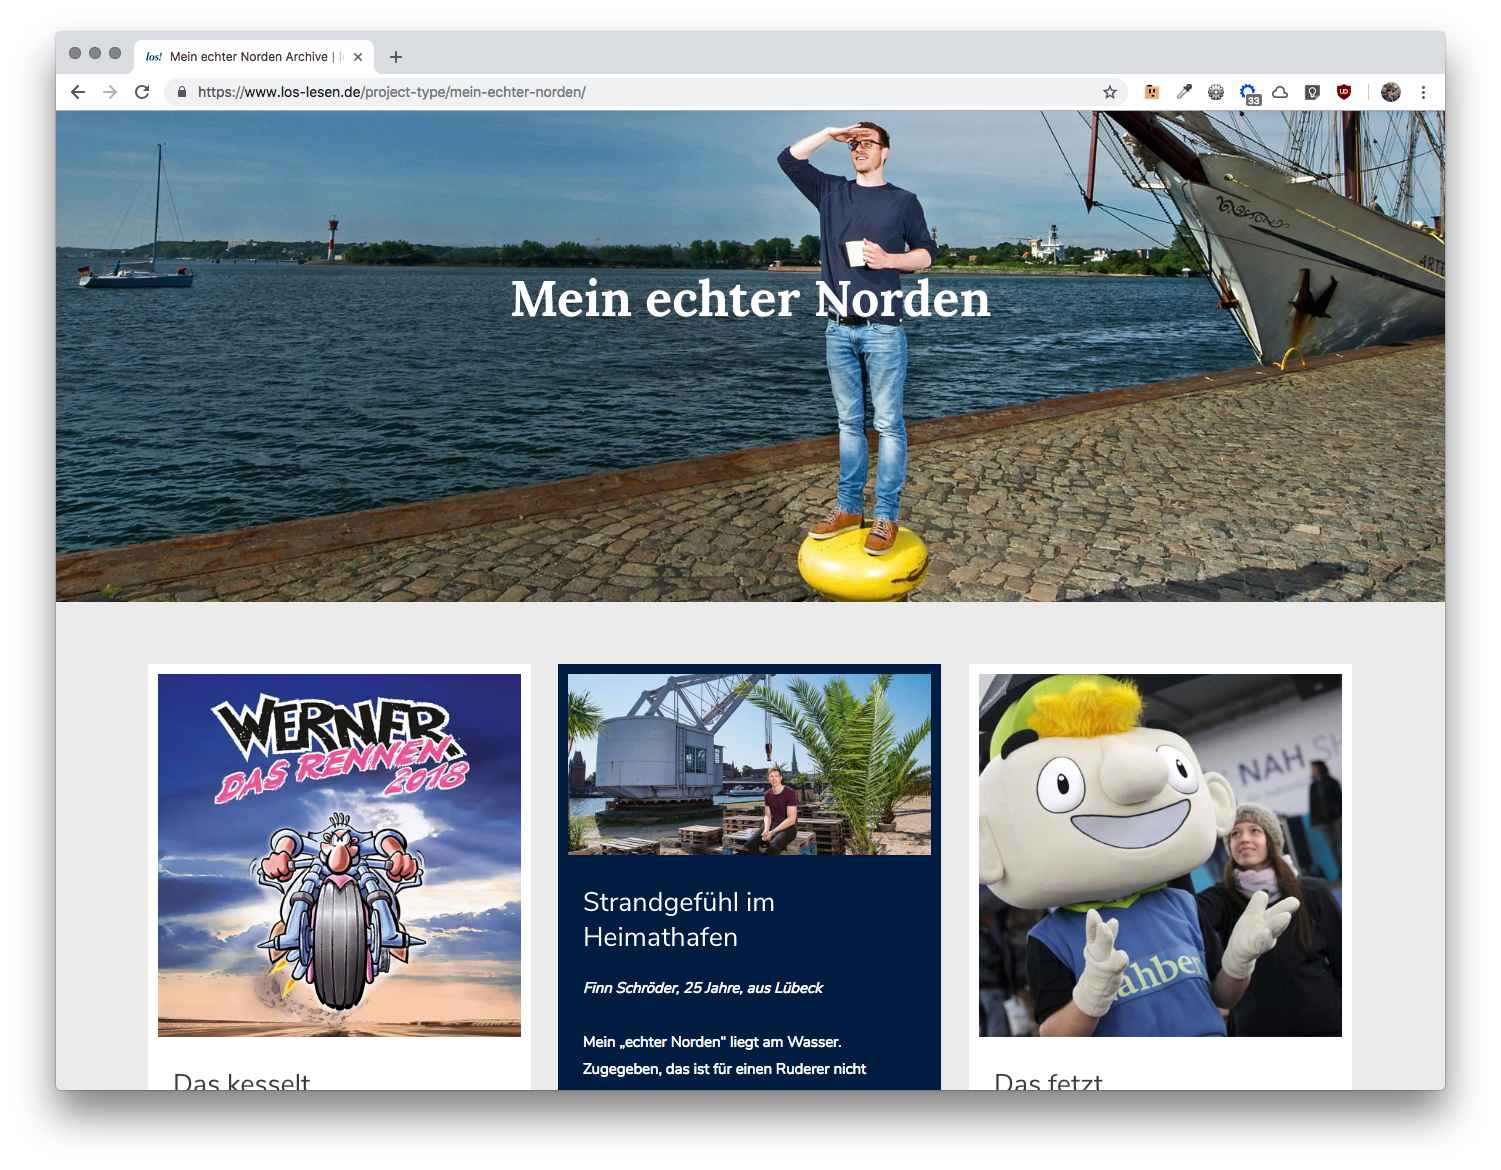 los! Mein echter Norden Archive |
https://www.los-lesen.de/project-type/mein-echter-norden/
33
Mein echter Norden
WERNER.
DAS RENNEN
2018
Strandgefühl im
Heimathafen
Finn Schröder, 25 Jahre, aus Lübeck
Mein „echter Norden“ liegt am Wasser.
Zugegeben, das ist für einen Ruderer nicht
NAH SH
ahber
Das kesselt
Das fetzt